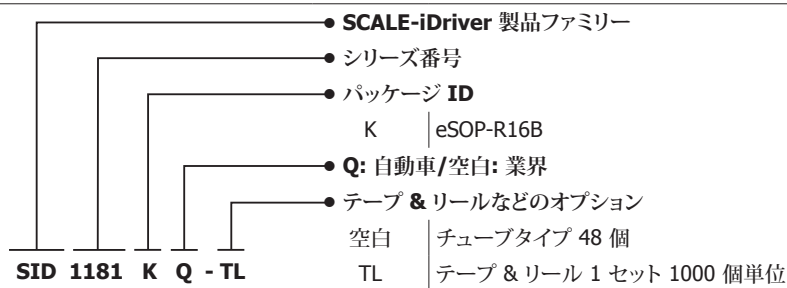 SCALE-iDriver 製品ファミリー
シリーズ番号
パッケージ ID
K eSOP-R16B
Q: 自動車/空白: 業界
テープ & リールなどのオプション
空白 チューブタイプ 48 個
TL テープ & リール 1 セット 1000 個単位
SID 1181 K Q - TL